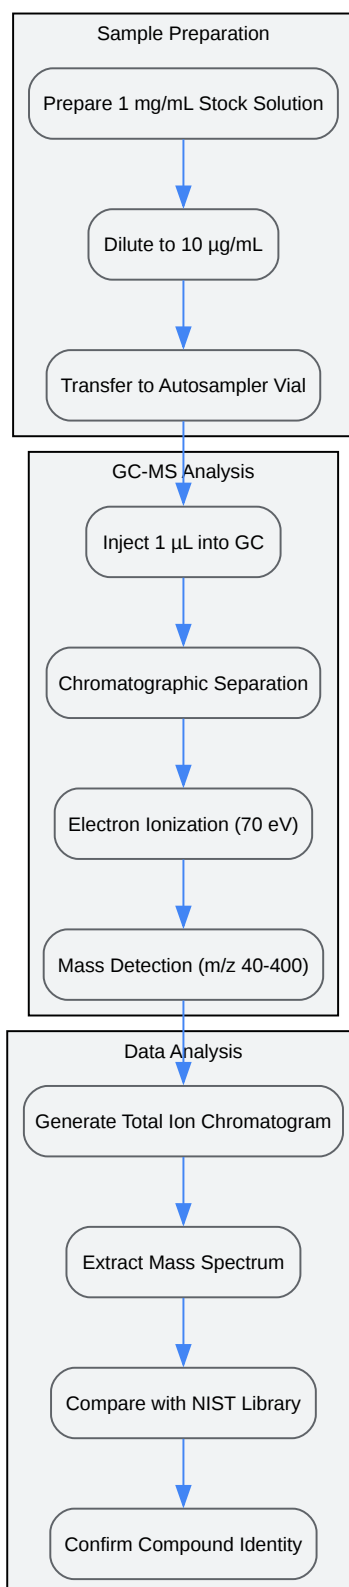 Sample Preparation
Prepare 1 mg/mL Stock Solution
Dilute to 10 µg/mL
Transfer to Autosampler Vial
GC-MS Analysis
Inject 1 µL into GC
Chromatographic Separation
Electron Ionization (70 eV)
Mass Detection (m/z 40-400)
Data Analysis
Generate Total Ion Chromatogram
Extract Mass Spectrum
Compare with NIST Library
Confirm Compound Identity